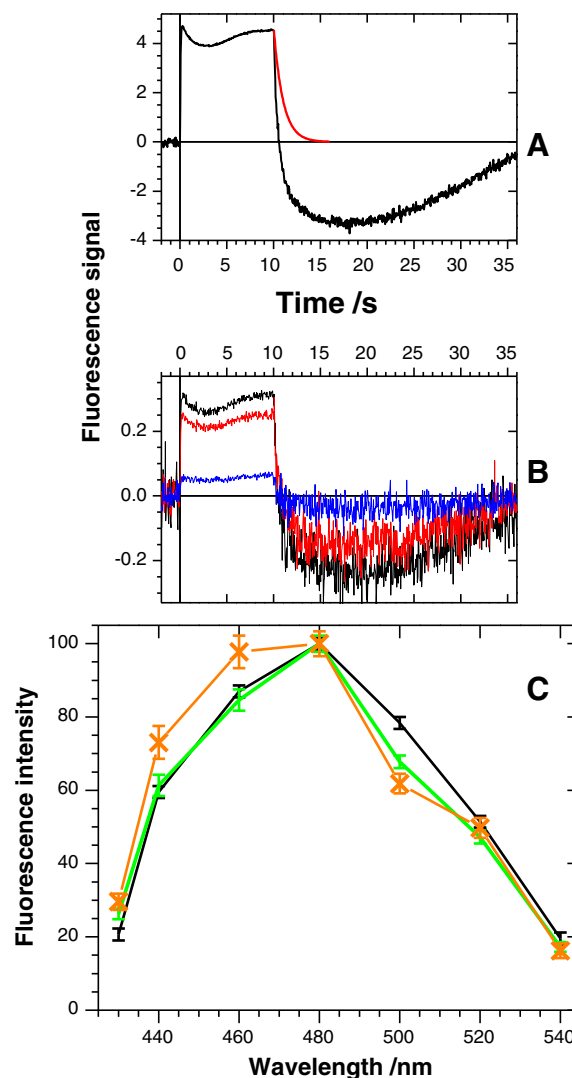 4
2
0
-2
-4
A
0 5 10 15 20 25 30 35
Time /s
Fluorescence signal
0 5 10 15 20 25 30 35
0.2
0.0
-0.2
B
100
80
60
40
20
0
C
Fluorescence intensity
440 460 480 500 520 540
Wavelength /nm